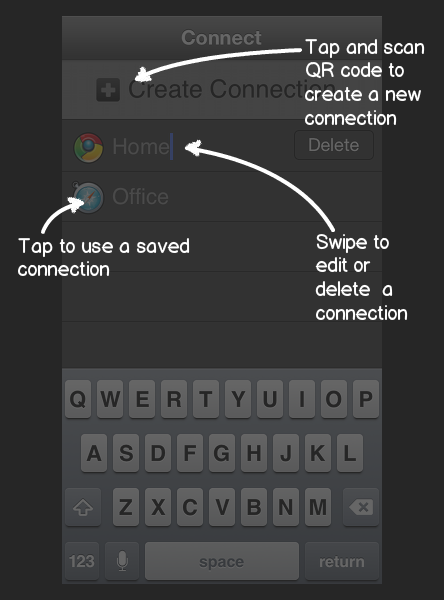 Connect
Tap and scan
QR code to
create a new
connection
Create Connection
Home
Delete
Office
Tap to use a saved
connection
Swipe to
edit or
delete a
connection
Q W E R T Y U I O P
A S D F G H J K L
Z X C V B N M
123 space return